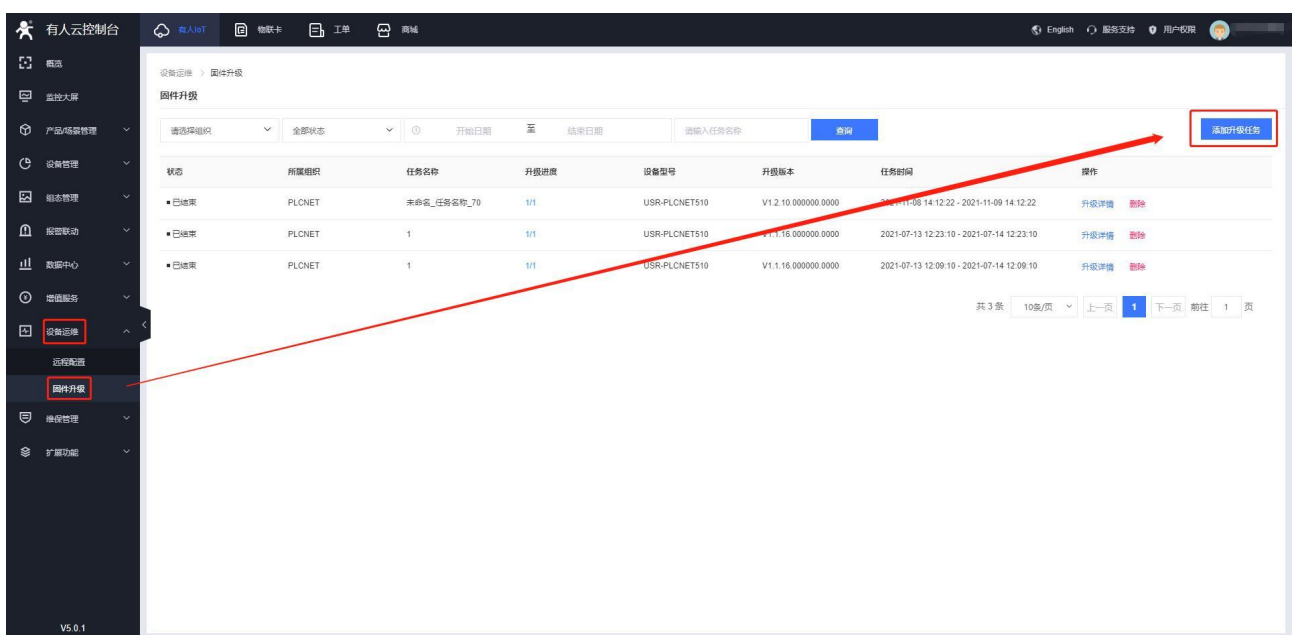 有人云控制台 有人IoT 物联卡 工单 商城 English 服务支持 用户权限
概览
监控大屏
产品/场景管理
设备管理
组态管理
报警联动
数据中心
增值服务
设备运维
远程配置
固件升级
维保管理
扩展功能
V5.0.1
设备运维 > 固件升级
固件升级
请选择组织 全部状态 开始日期 至 结束日期 请输入任务名称 查询 添加升级任务
状态 所属组织 任务名称 升级进度 设备型号 升级版本 任务时间 操作
已结束 PLCNET 未命名_任务名称_70 1/1 USR-PLCNET510 V1.2.10.000000.0000 2021-11-08 14:12:22 - 2021-11-09 14:12:22 升级详情 删除
已结束 PLCNET 1 1/1 USR-PLCNET510 V1.1.16.000000.0000 2021-07-13 12:23:10 - 2021-07-14 12:23:10 升级详情 删除
已结束 PLCNET 1 1/1 USR-PLCNET510 V1.1.16.000000.0000 2021-07-13 12:09:10 - 2021-07-14 12:09:10 升级详情 删除
共 3 条 10条/页 上一页 1 下一页 前往 1 页